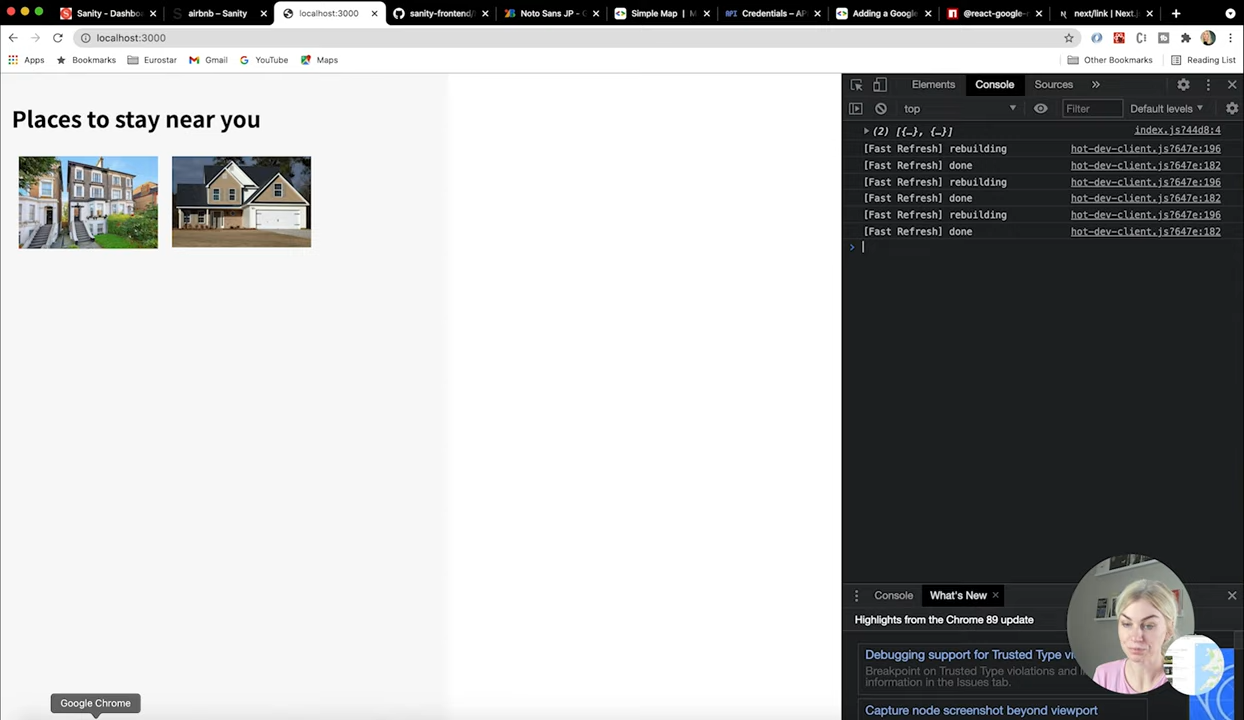 Sanity - Dashbo
airbnb – Sanity
localhost:3000
sanity-frontend/
Noto Sans JP - G
Simple Map | M
Credentials – API
Adding a Google
@react-google-
next/link | Next.j
localhost:3000
Apps
Bookmarks
Eurostar
Gmail
YouTube
Maps
Other Bookmarks
Reading List
Elements
Console
Sources
top
Filter
Default levels
Places to stay near you
(2) [{…}, {…}]
index.js?44d8:4
[Fast Refresh] rebuilding
hot-dev-client.js?647e:196
[Fast Refresh] done
hot-dev-client.js?647e:182
[Fast Refresh] rebuilding
hot-dev-client.js?647e:196
[Fast Refresh] done
hot-dev-client.js?647e:182
[Fast Refresh] rebuilding
hot-dev-client.js?647e:196
[Fast Refresh] done
hot-dev-client.js?647e:182
Console
What's New
Highlights from the Chrome 89 update
Debugging support for Trusted Type
Breakpoint on Trusted Type violations and
information in the Issues tab.
Capture node screenshot beyond viewport
Google Chrome